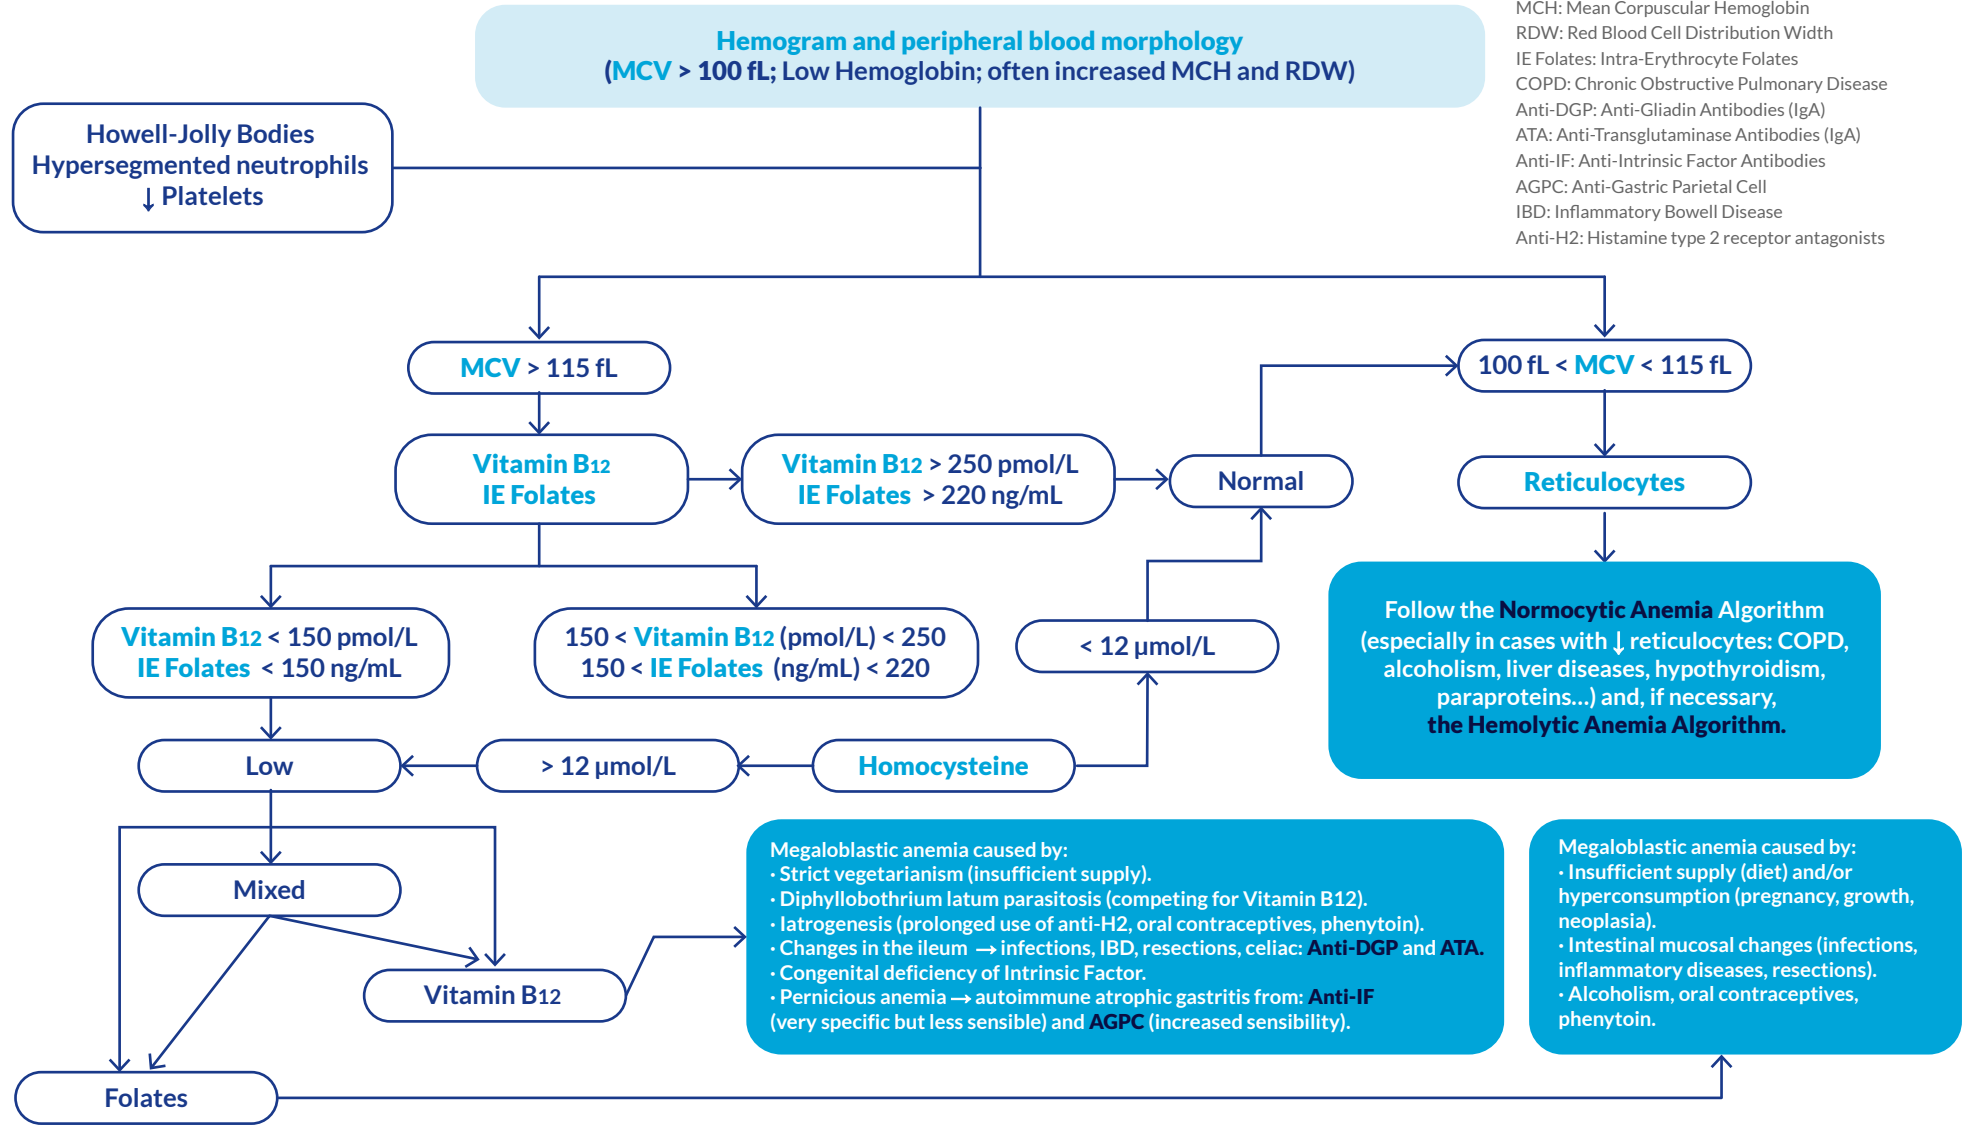 Hemogram and peripheral blood morphology
(MCV > 100 fL; Low Hemoglobin; often increased MCH and RDW)
MCH: Mean Corpuscular Hemoglobin
RDW: Red Blood Cell Distribution Width
IE Folates: Intra-Erythrocyte Folates
COPD: Chronic Obstructive Pulmonary Disease
Anti-DGP: Anti-Gliadin Antibodies (IgA)
ATA: Anti-Transglutaminase Antibodies (IgA)
Anti-IF: Anti-Intrinsic Factor Antibodies
AGPC: Anti-Gastric Parietal Cell
IBD: Inflammatory Bowell Disease
Anti-H2: Histamine type 2 receptor antagonists
Howell-Jolly Bodies
Hypersegmented neutrophils
↓ Platelets
MCV > 115 fL
100 fL < MCV < 115 fL
Vitamin B12
IE Folates
Vitamin B12 > 250 pmol/L
IE Folates > 220 ng/mL
Normal
Reticulocytes
Vitamin B12 < 150 pmol/L
IE Folates < 150 ng/mL
150 < Vitamin B12 (pmol/L) < 250
150 < IE Folates (ng/mL) < 220
< 12 µmol/L
Follow the Normocytic Anemia Algorithm
(especially in cases with ↓ reticulocytes: COPD,
alcoholism, liver diseases, hypothyroidism,
paraproteins...) and, if necessary,
the Hemolytic Anemia Algorithm.
Low
> 12 µmol/L
Homocysteine
Mixed
Vitamin B12
Folates
Megaloblastic anemia caused by:
· Strict vegetarianism (insufficient supply).
· Diphyllobothrium latum parasitosis (competing for Vitamin B12).
· Iatrogenesis (prolonged use of anti-H2, oral contraceptives, phenytoin).
· Changes in the ileum → infections, IBD, resections, celiac: Anti-DGP and ATA.
· Congenital deficiency of Intrinsic Factor.
· Pernicious anemia → autoimmune atrophic gastritis from: Anti-IF
(very specific but less sensible) and AGPC (increased sensibility).
Megaloblastic anemia caused by:
· Insufficient supply (diet) and/or
hyperconsumption (pregnancy, growth,
neoplasia).
· Intestinal mucosal changes (infections,
inflammatory diseases, resections).
· Alcoholism, oral contraceptives,
phenytoin.